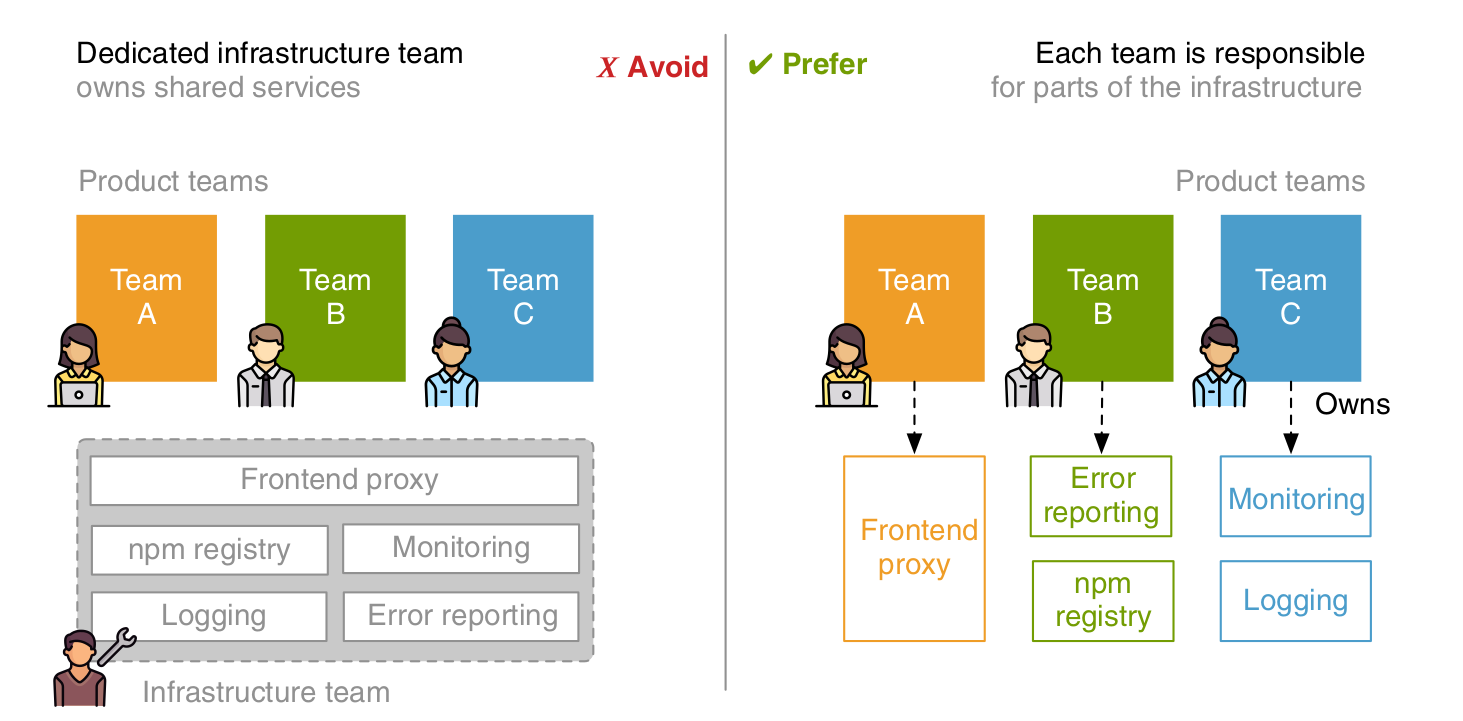 Dedicated infrastructure team
owns shared services
X Avoid
Product teams
Team
A
Team
B
Team
C
Frontend proxy
npm registry
Monitoring
Logging
Error reporting
Infrastructure team
✔ Prefer
Each team is responsible
for parts of the infrastructure
Product teams
Team
A
Team
B
Team
C
Owns
Frontend
proxy
Error
reporting
npm
registry
Monitoring
Logging